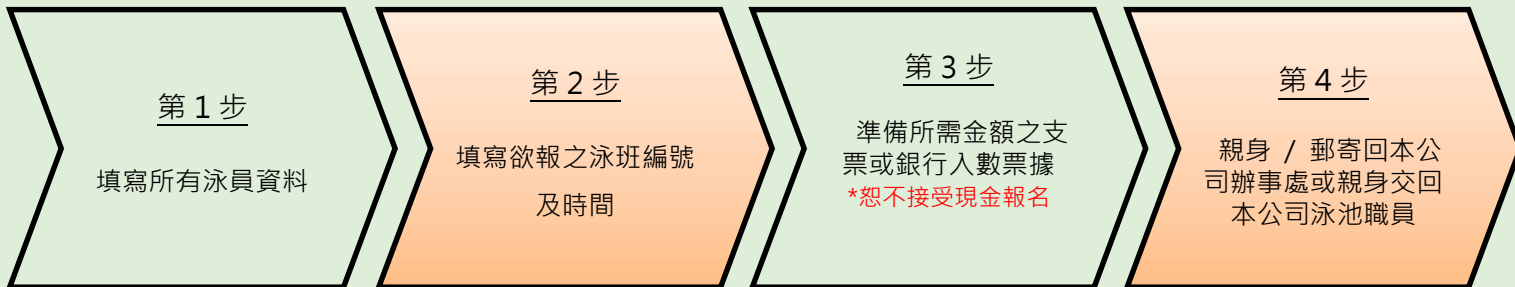 第 1 步
填寫所有泳員資料
第 2 步
填寫欲報之泳班編號
及時間
第 3 步
準備所需金額之支
票或銀行入數票據
*恕不接受現金報名
第 4 步
親身 / 郵寄回本公
司辦事處或親身交回
本公司泳池職員